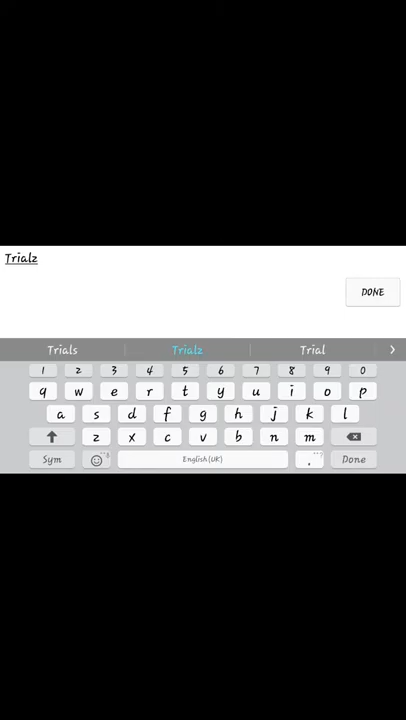 Trialz
DONE
Trials Trialz Trial >
1 2 3 4 5 6 7 8 9 0
q w e r t y u i o p
a s d f g h j k l
z x c v b n m
Sym English(UK) . Done